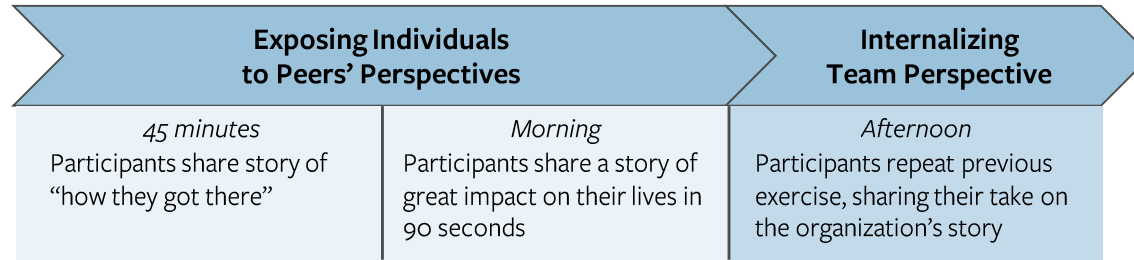 Exposing Individuals
to Peers’ Perspectives
Internalizing
Team Perspective
45 minutes
Participants share story of
“how they got there”
Morning
Participants share a story of
great impact on their lives in
90 seconds
Afternoon
Participants repeat previous
exercise, sharing their take on
the organization’s story